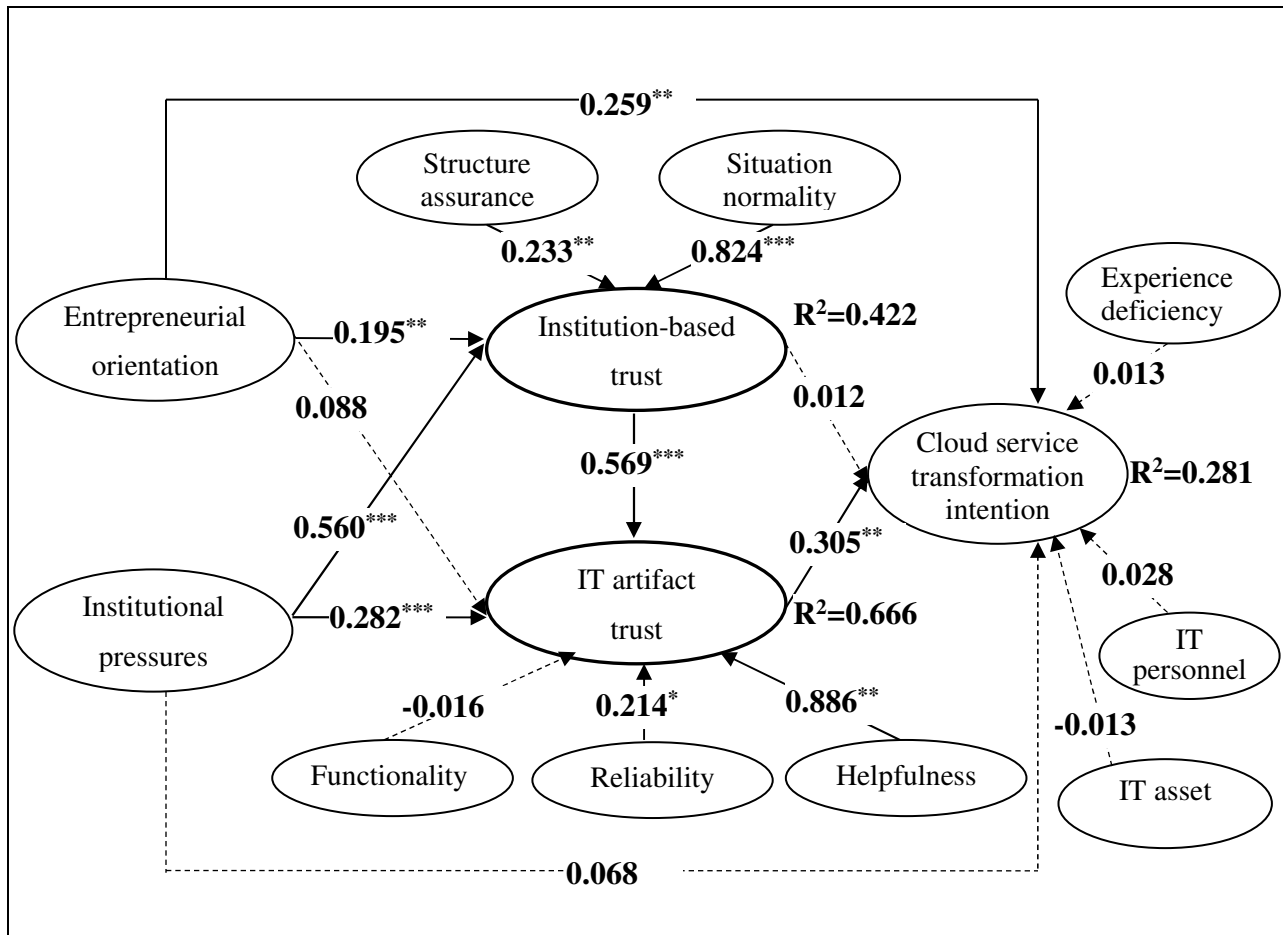 0.259**
Structure
assurance
Situation
normality
0.233**
0.824***
Experience
deficiency
Entrepreneurial
orientation
0.195**
Institution-based
trust
R²=0.422
0.013
0.088
0.012
Cloud service
transformation
intention
R²=0.281
0.569***
0.560***
0.305**
IT artifact
trust
R²=0.666
0.028
Institutional
pressures
0.282***
IT
personnel
-0.016
0.214*
0.886**
-0.013
Functionality
Reliability
Helpfulness
IT asset
0.068